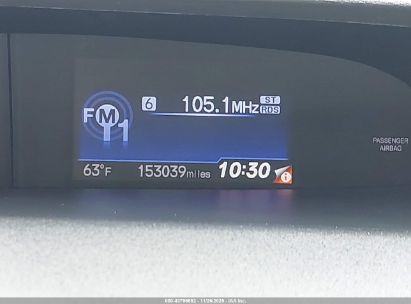 6 105.1MHz ST
RDS
FM1
PASSENGER
AIRBAG
63°F 153039miles 10:30 i